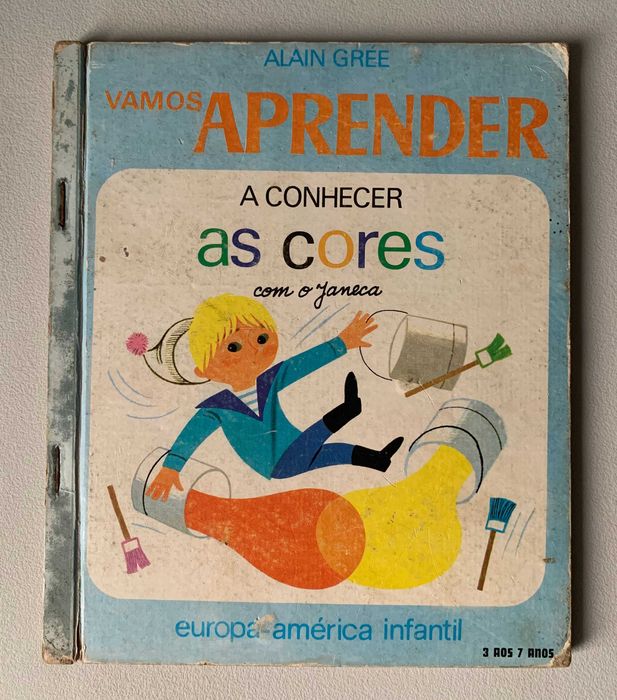 ALAIN GRÉE
VAMOS APRENDER
A CONHECER
as cores
com o Janeca
europa-américa infantil
3 AOS 7 ANOS